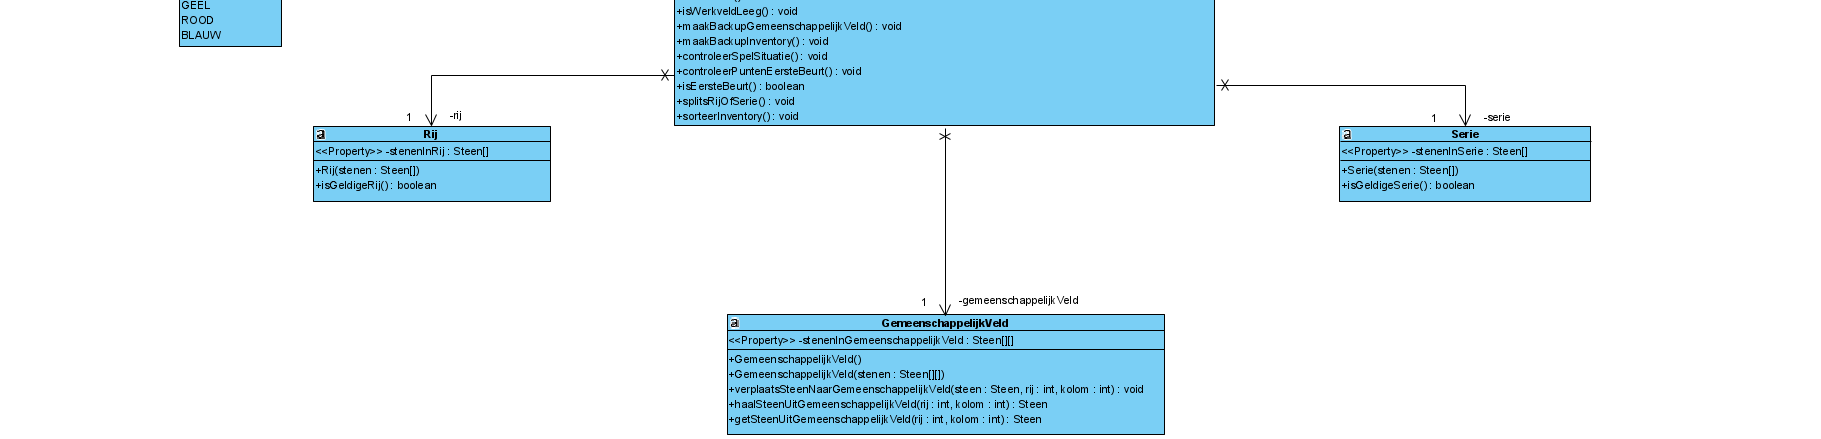 GEEL
ROOD
BLAUW
+isWerkveldLeeg() : void
+maakBackupGemeenschappelijkVeld() : void
+maakBackupInventory() : void
+controleerSpelSituatie() : void
+controleerPuntenEersteBeurt() : void
+isEersteBeurt() : boolean
+splitsRijOfSerie() : void
+sorteerInventory() : void
1 -rij
1 -serie
a Rij
<<Property>> -stenenInRij : Steen[]
+Rij(stenen : Steen[])
+isGeldigeRij() : boolean
a Serie
<<Property>> -stenenInSerie : Steen[]
+Serie(stenen : Steen[])
+isGeldigeSerie() : boolean
1 -gemeenschappelijkVeld
a GemeenschappelijkVeld
<<Property>> -stenenInGemeenschappelijkVeld : Steen[][]
+GemeenschappelijkVeld()
+GemeenschappelijkVeld(stenen : Steen[][])
+verplaatsSteenNaarGemeenschappelijkVeld(steen : Steen, rij : int, kolom : int) : void
+haalSteenUitGemeenschappelijkVeld(rij : int, kolom : int) : Steen
+getSteenUitGemeenschappelijkVeld(rij : int, kolom : int) : Steen